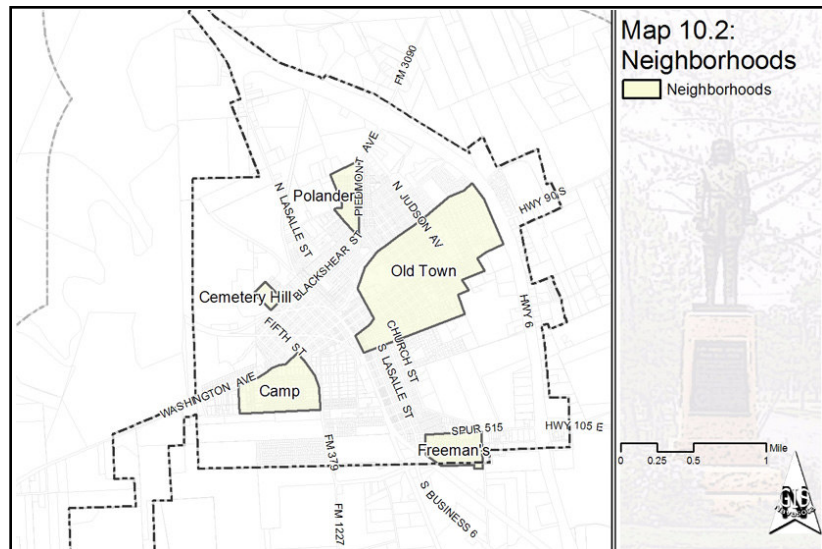 Map 10.2:
Neighborhoods
Neighborhoods
FM 3090
PIEDMONT AVE
Polander
N JUDSON AV
N LASALLE ST
HWY 90 S
BLACKSHEAR ST
Old Town
Cemetery Hill
HWY 6
FIFTH ST
CHURCH ST
S LASALLE ST
WASHINGTON AVE
Camp
SPUR 515
HWY 105 E
FM 379
Freeman's
S BUSINESS 6
FM 1227
Mile
0 0.25 0.5 1